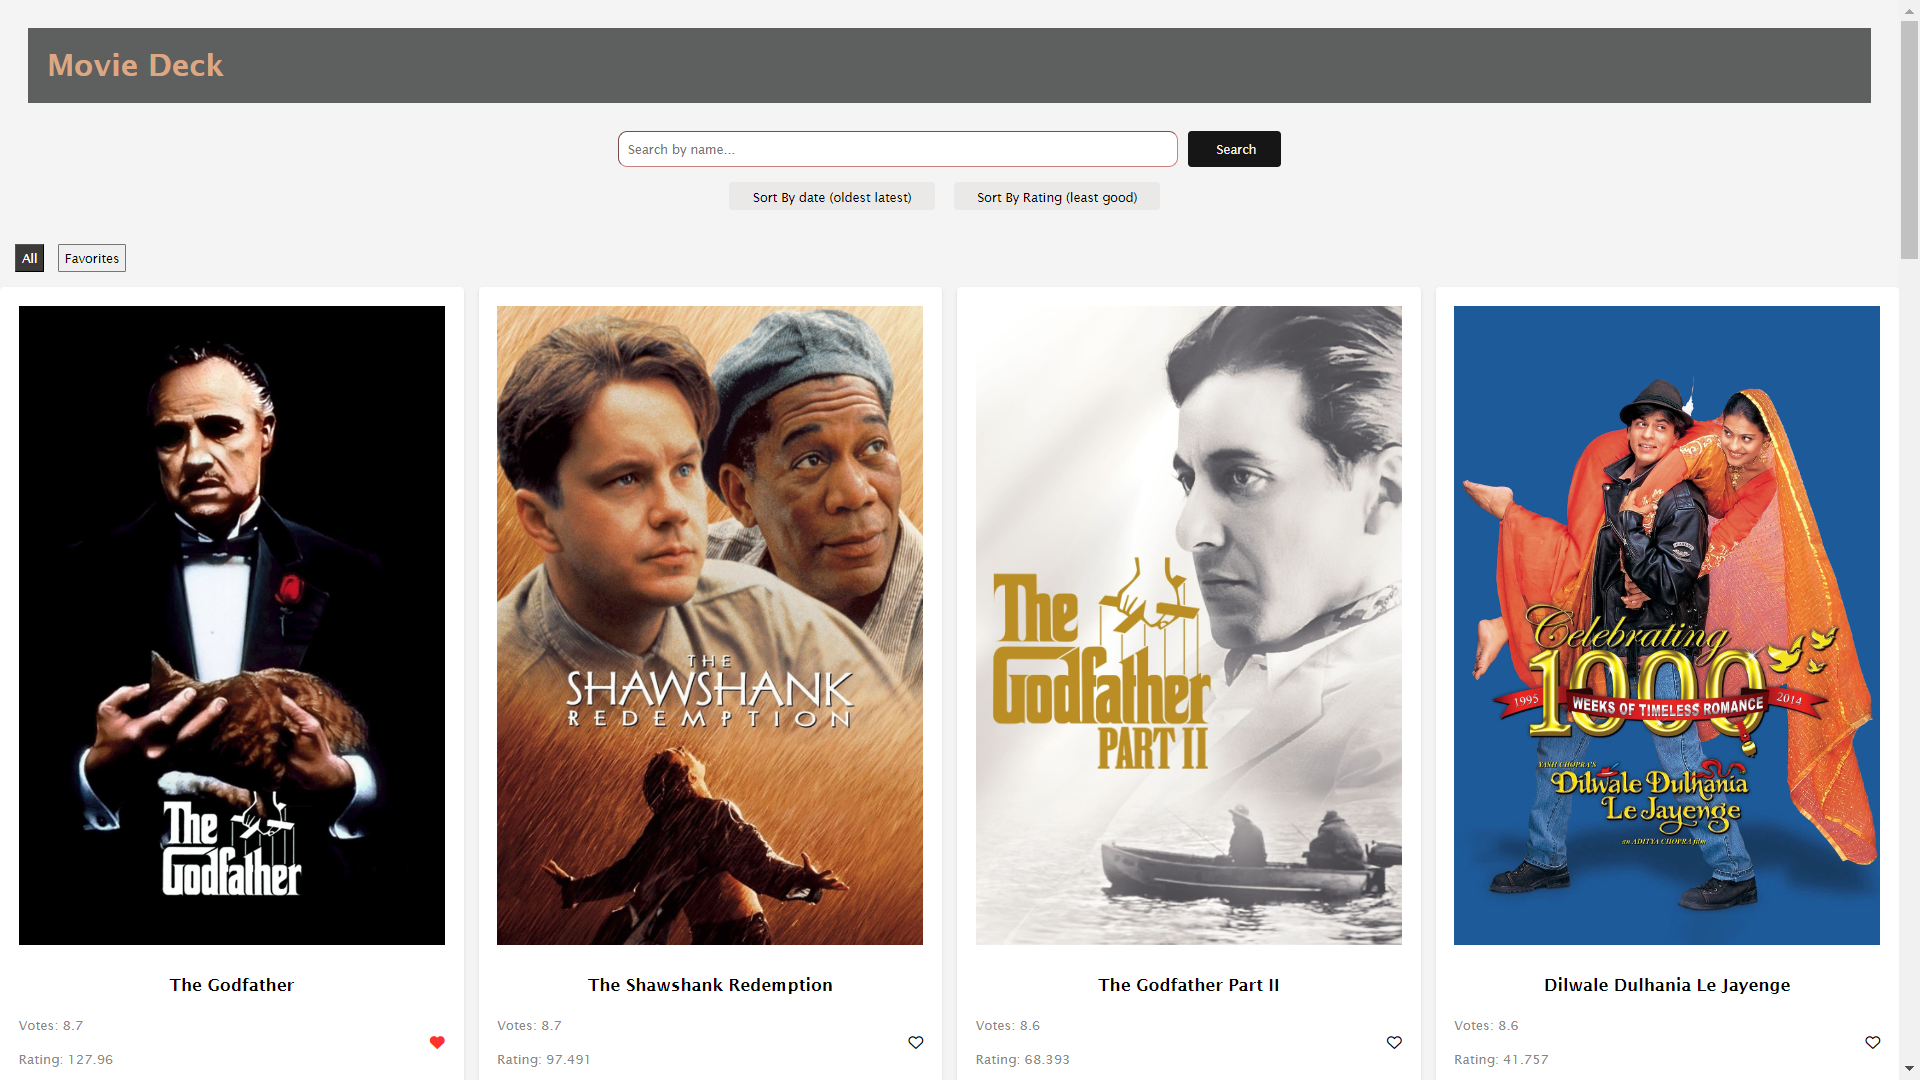 Movie Deck
Search by name...
Search
Sort By date (oldest latest)
Sort By Rating (least good)
All
Favorites
The
Godfather
THE
SHAWSHANK
REDEMPTION
The
Godfather
PART II
Celebrating
1000
1995
WEEKS OF TIMELESS ROMANCE
2014
YASH CHOPRA'S
Dilwale Dulhania
Le Jayenge
an ADITYA CHOPRA film
The Godfather
The Shawshank Redemption
The Godfather Part II
Dilwale Dulhania Le Jayenge
Votes: 8.7
Votes: 8.7
Votes: 8.6
Votes: 8.6
Rating: 127.96
Rating: 97.491
Rating: 68.393
Rating: 41.757